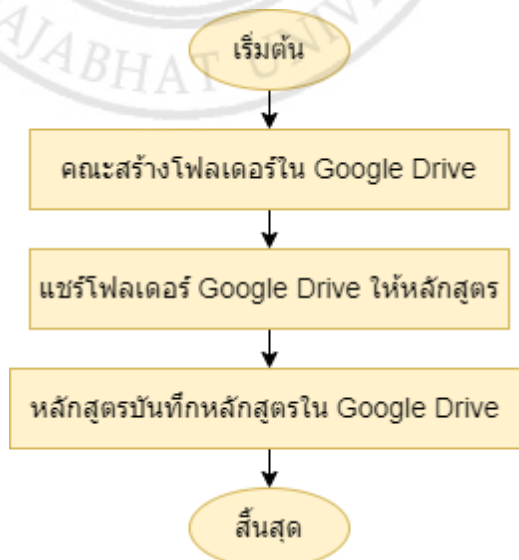 AJABHAT UNIVE
เริ่มต้น
คณะสร้างโฟลเดอร์ใน Google Drive
แชร์โฟลเดอร์ Google Drive ให้หลักสูตร
หลักสูตรบันทึกหลักสูตรใน Google Drive
สิ้นสุด